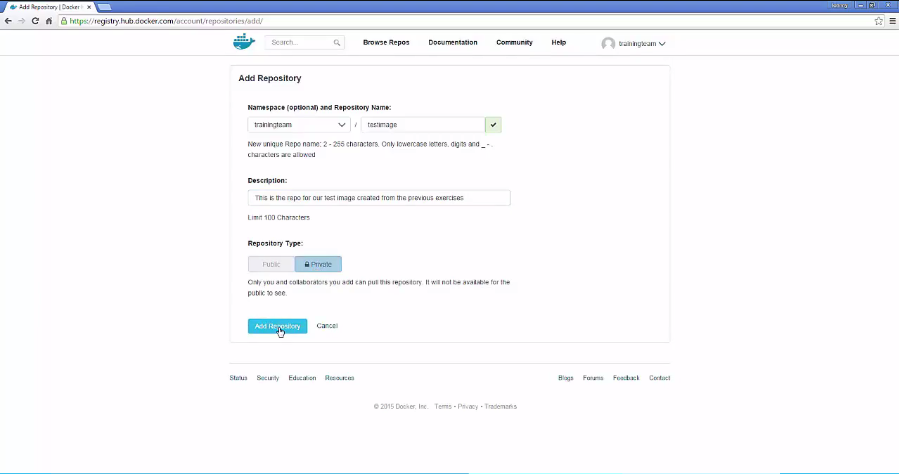 Add Repository | Docker
https://registry.hub.docker.com/account/repositories/add/
Search...
Browse Repos
Documentation
Community
Help
trainingteam
Add Repository
Namespace (optional) and Repository Name:
trainingteam / testimage
New unique Repo name: 2 - 255 characters. Only lowercase letters, digits and _ - .
characters are allowed
Description:
This is the repo for our test image created from the previous exercises
Limit 100 Characters
Repository Type:
Public Private
Only you and collaborators you add can pull this repository. It will not be available for the
public to see.
Add Repository Cancel
Status Security Education Resources Blogs Forums Feedback Contact
© 2015 Docker, Inc. Terms - Privacy - Trademarks